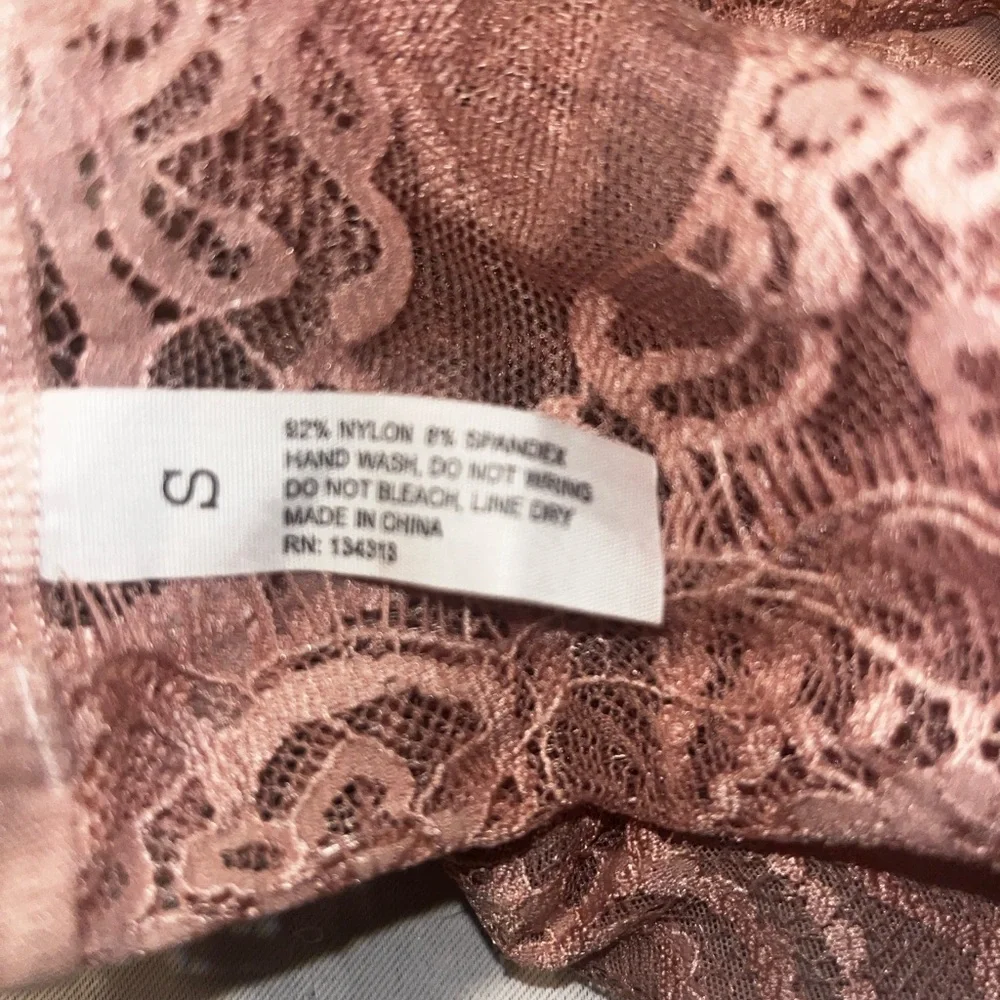 S
92% NYLON 8% SPANDEX
HAND WASH, DO NOT WRING
DO NOT BLEACH, LINE DRY
MADE IN CHINA
RN: 134313